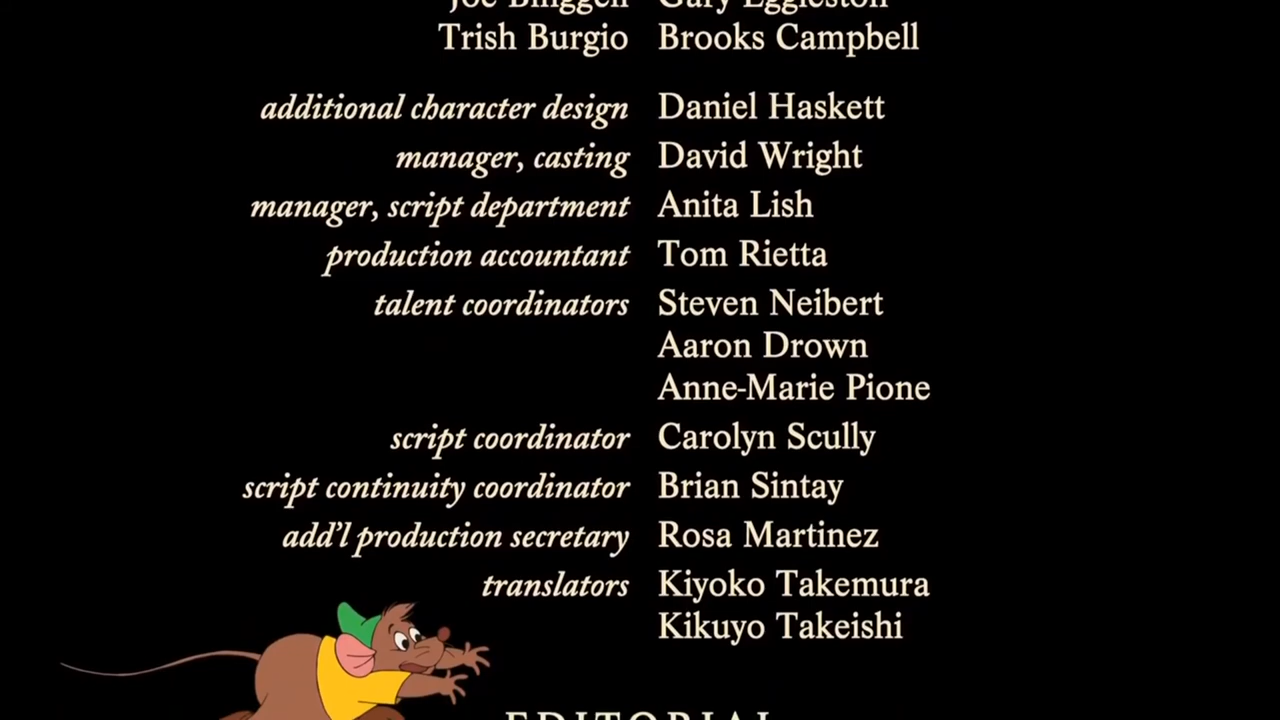 Trish Burgio Brooks Campbell
additional character design Daniel Haskett
manager, casting David Wright
manager, script department Anita Lish
production accountant Tom Rietta
talent coordinators Steven Neibert
Aaron Drown
Anne-Marie Pione
script coordinator Carolyn Scully
script continuity coordinator Brian Sintay
add'l production secretary Rosa Martinez
translators Kiyoko Takemura
Kikuyo Takeishi
EDITORIAL